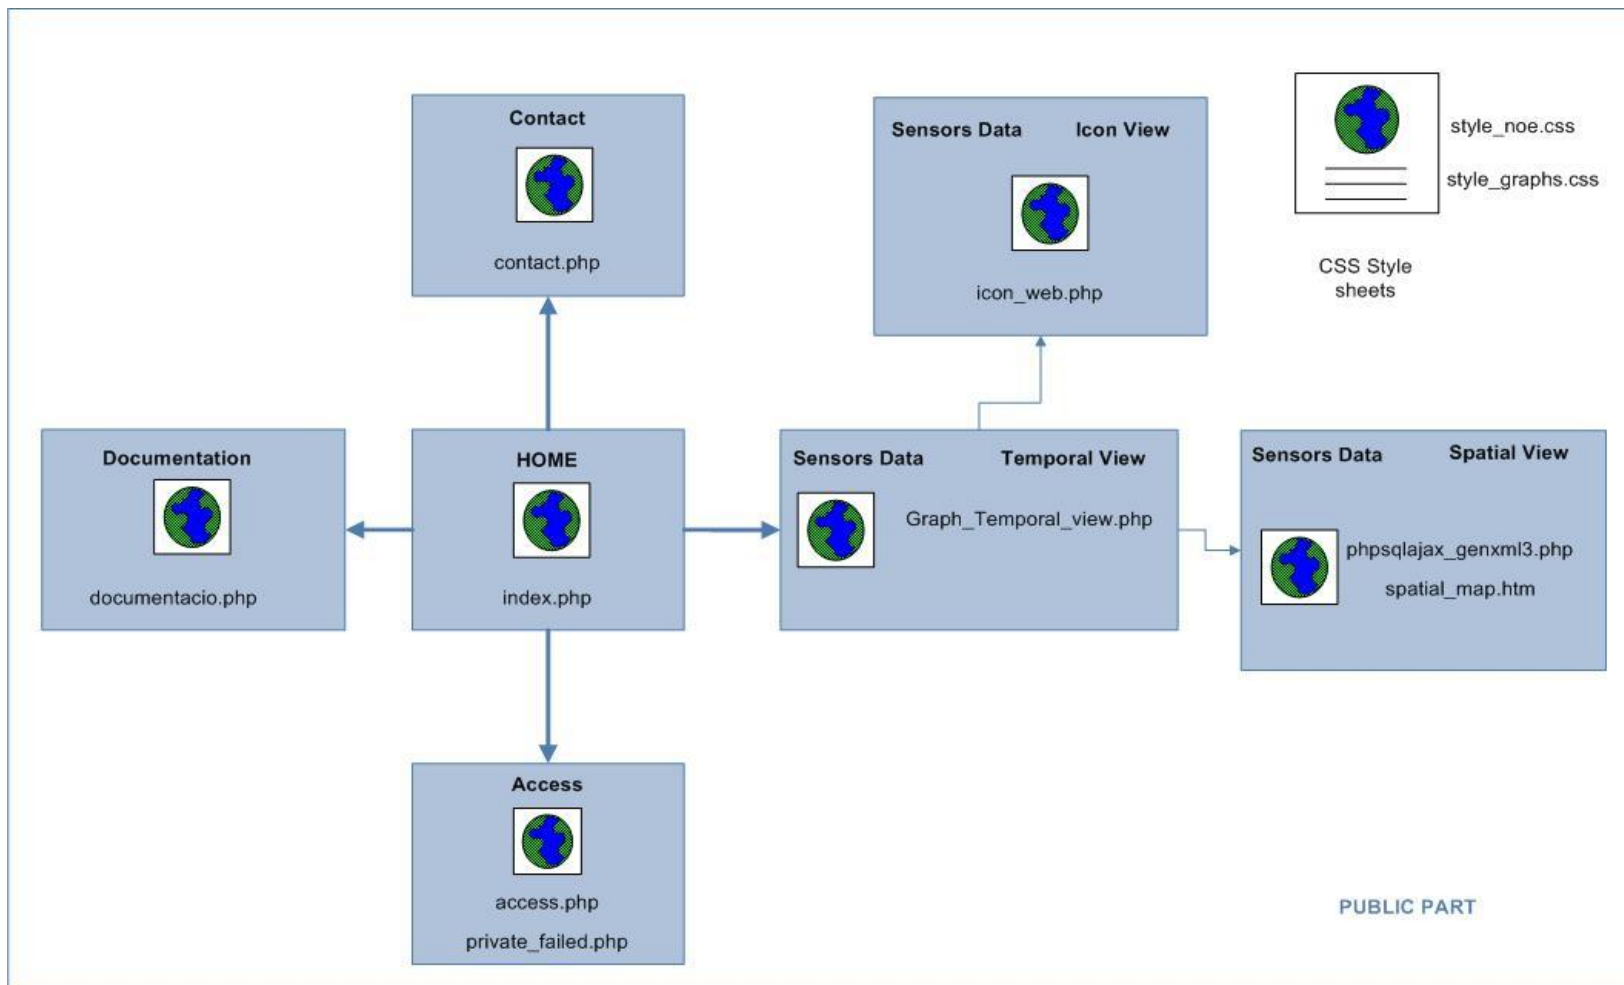 Contact
contact.php
Sensors Data Icon View
icon_web.php
style_noe.css
style_graphs.css
CSS Style
sheets
Documentation
documentacio.php
HOME
index.php
Sensors Data Temporal View
Graph_Temporal_view.php
Sensors Data Spatial View
phpsqlajax_genxml3.php
spatial_map.htm
Access
access.php
private_failed.php
PUBLIC PART